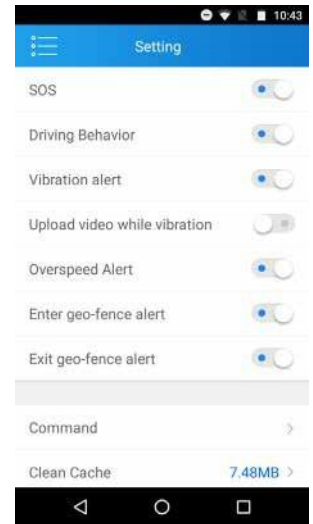 10:43
Setting
SOS
Driving Behavior
Vibration alert
Upload video while vibration
Overspeed Alert
Enter geo-fence alert
Exit geo-fence alert
Command
Clean Cache 7.48MB